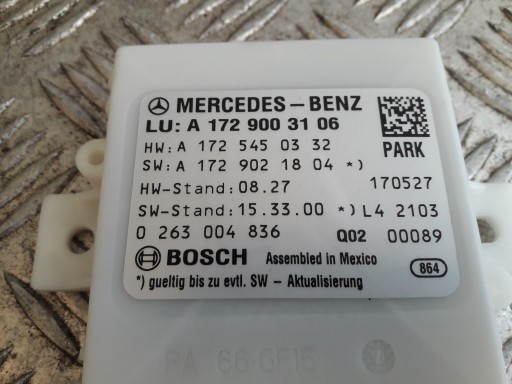 MERCEDES-BENZ
LU: A 172 900 31 06
HW: A 172 545 03 32
SW: A 172 902 18 04 *)
PARK
HW-Stand: 08.27 170527
SW-Stand: 15.33.00 *) L4 2103
0 263 004 836 Q02 00089
BOSCH Assembled in Mexico
*) gueltig bis zu evtl. SW - Aktualisierung
864